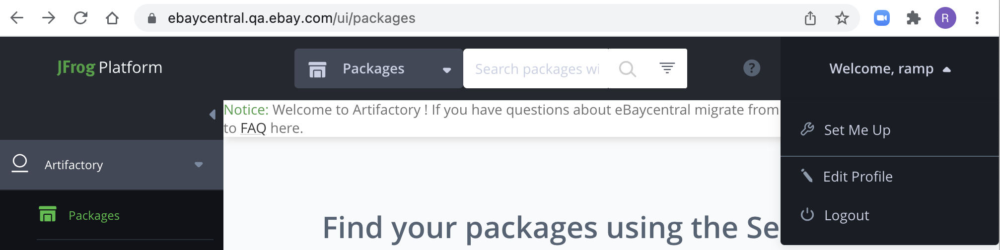 ebaycentral.qa.ebay.com/ui/packages
R
JFrog Platform
Packages
Search packages wi
?
Welcome, ramp
Notice: Welcome to Artifactory ! If you have questions about eBaycentral migrate from
to FAQ here.
Set Me Up
Artifactory
Edit Profile
Packages
Logout
Find your packages using the Se